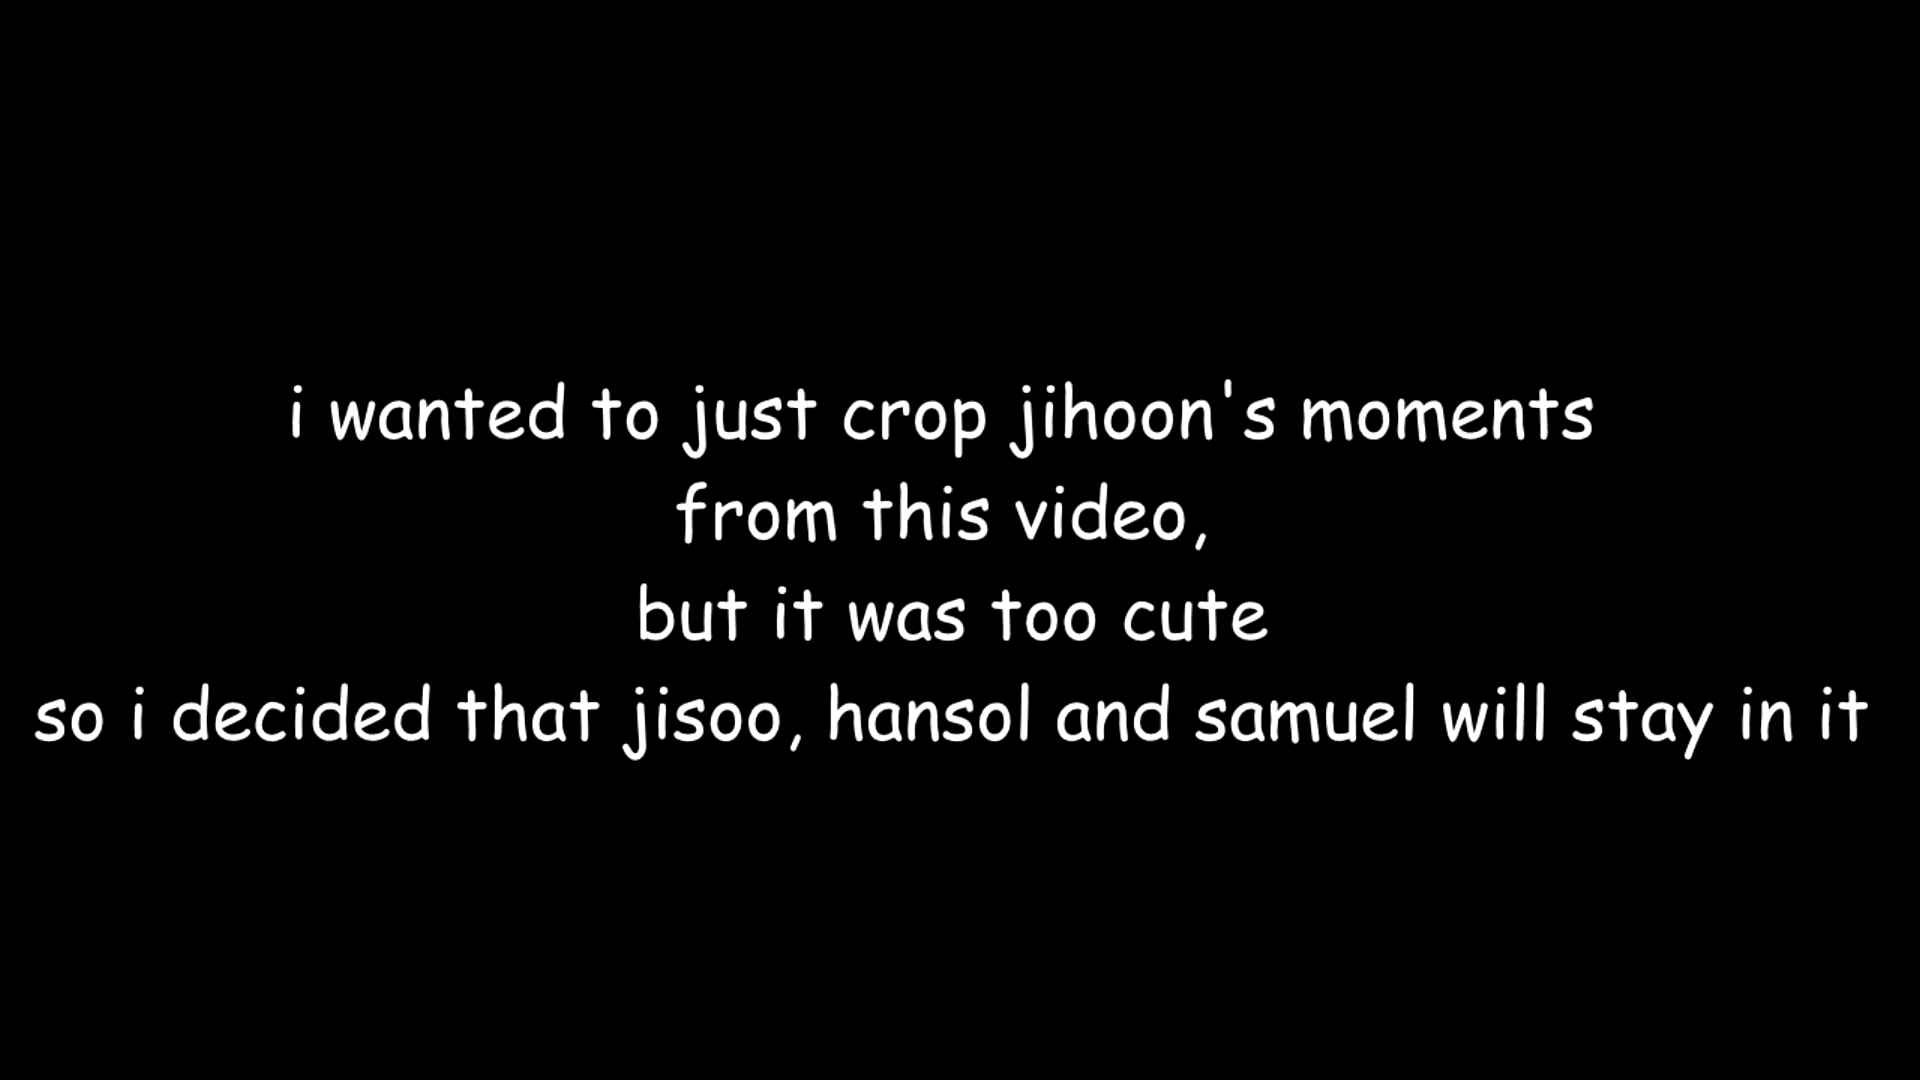 i wanted to just crop jihoon's moments
from this video,
but it was too cute
so i decided that jisoo, hansol and samuel will stay in it